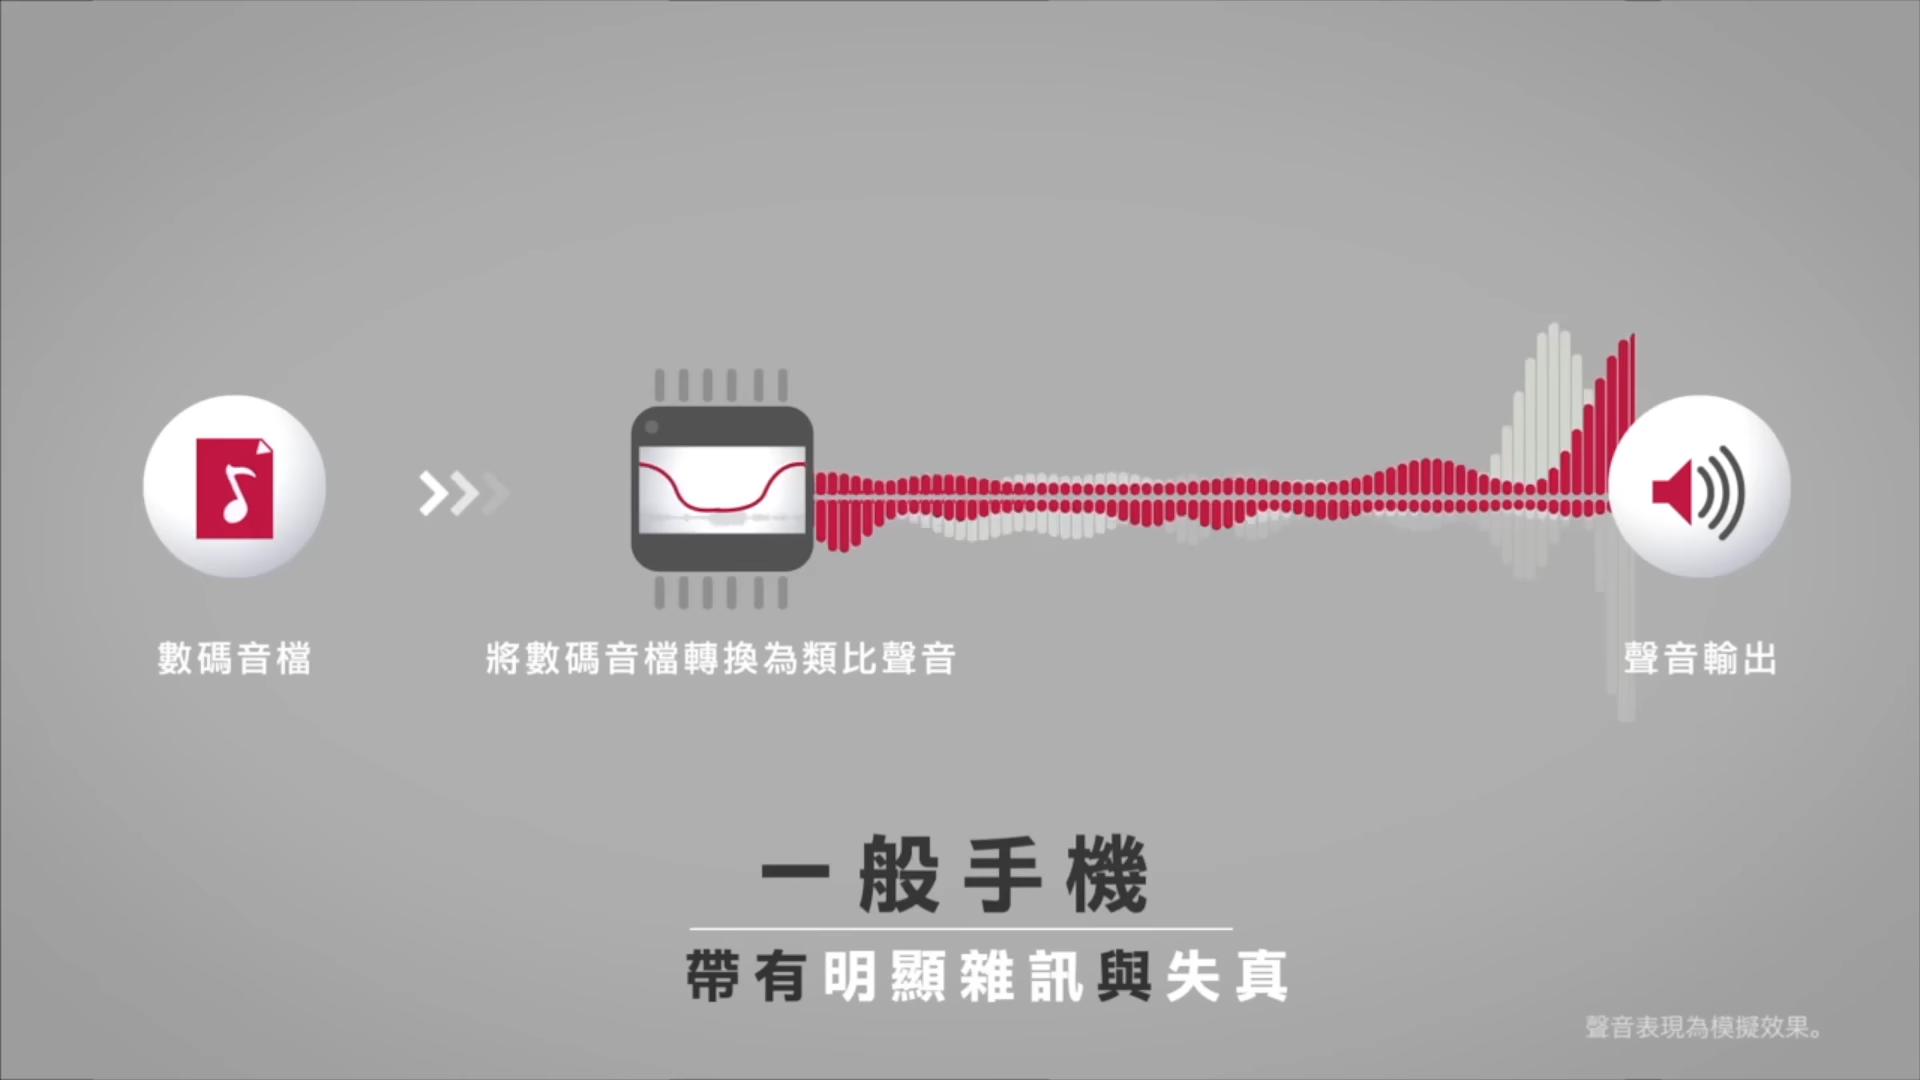 數碼音檔
將數碼音檔轉換為類比聲音
聲音輸出
一般手機
帶有明顯雜訊與失真
聲音表現為模擬效果。